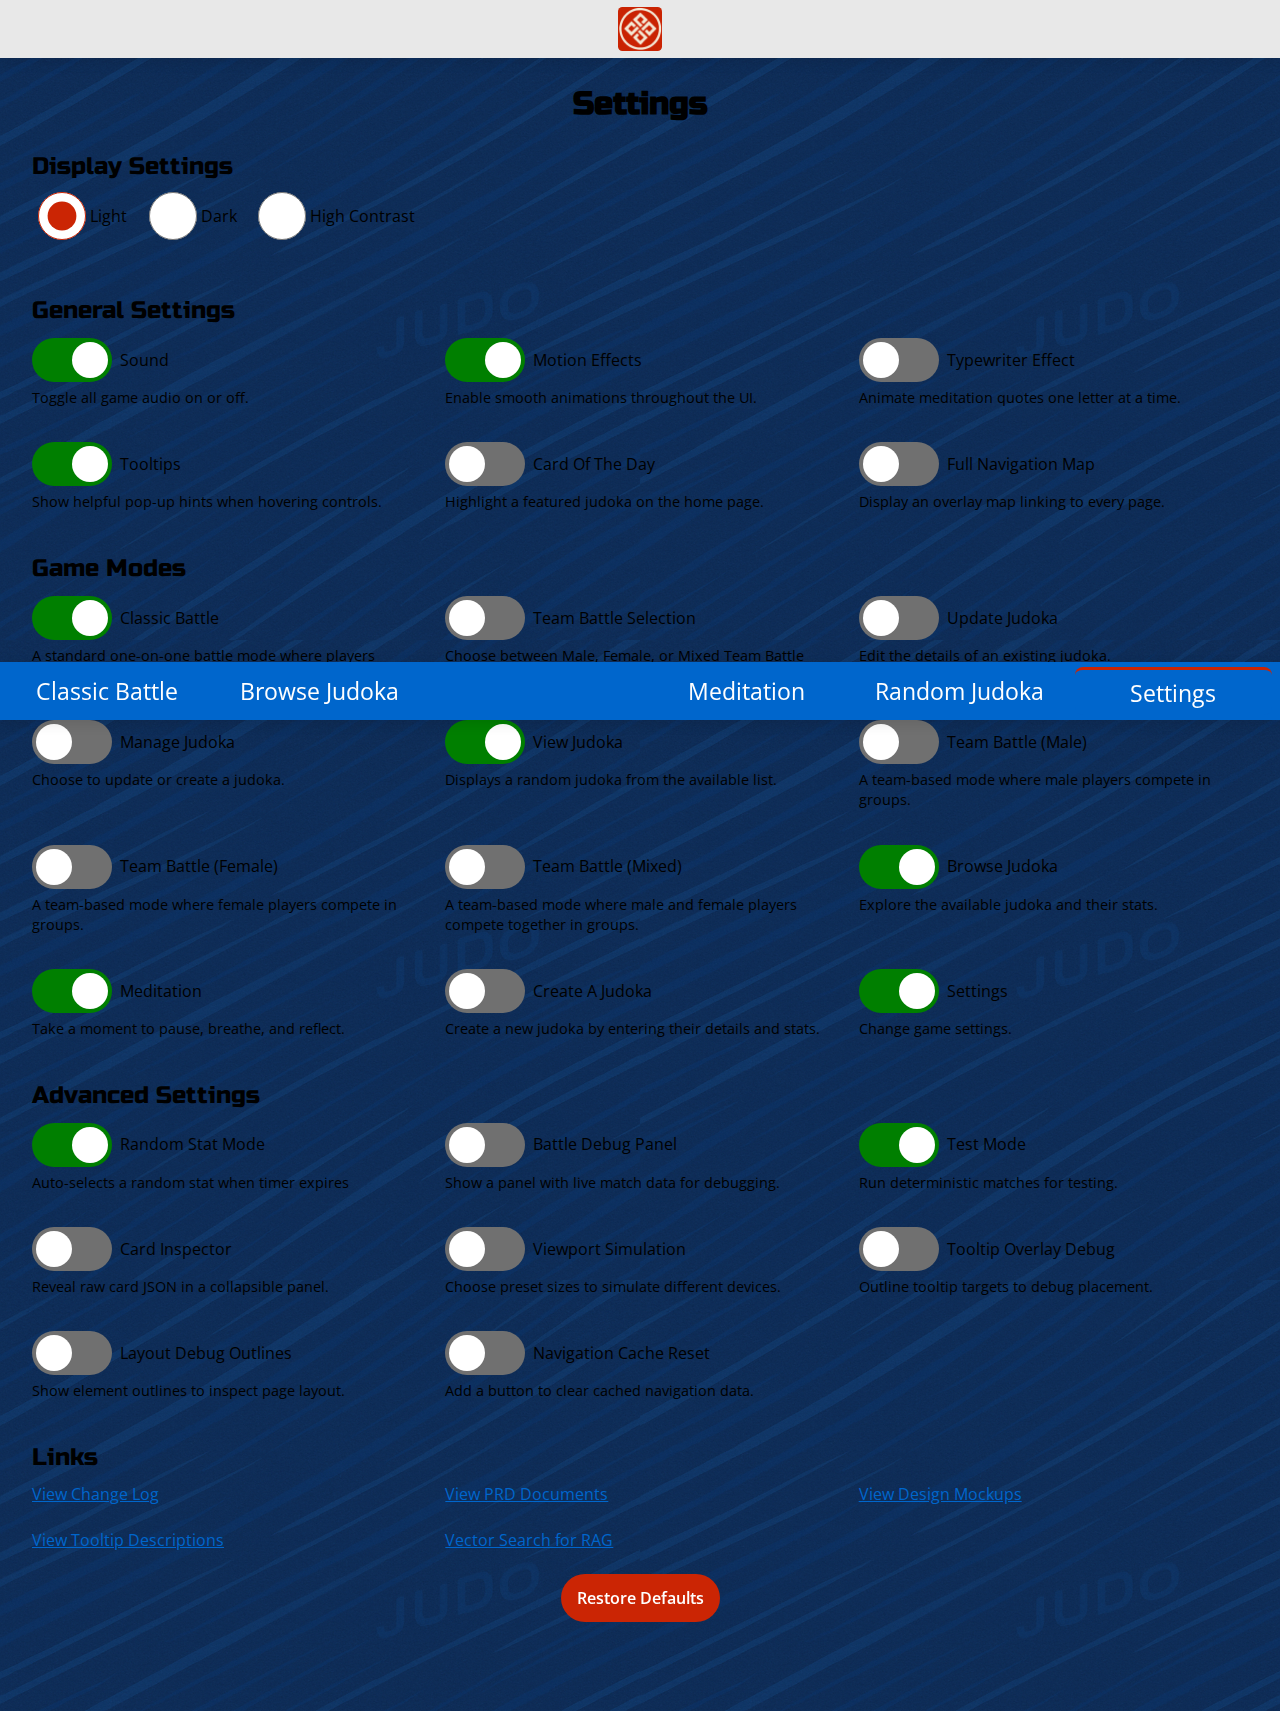 Settings
Display Settings
Light Dark High Contrast
General Settings
JUDO JUDO
Sound Motion Effects Typewriter Effect
Toggle all game audio on or off. Enable smooth animations throughout the UI. Animate meditation quotes one letter at a time.
Tooltips Card Of The Day Full Navigation Map
Show helpful pop-up hints when hovering controls. Highlight a featured judoka on the home page. Display an overlay map linking to every page.
Game Modes
Classic Battle Team Battle Selection Update Judoka
A standard one-on-one battle mode where players Choose between Male, Female, or Mixed Team Battle Edit the details of an existing judoka.
Classic Battle Browse Judoka Meditation Random Judoka Settings
Manage Judoka View Judoka Team Battle (Male)
Choose to update or create a judoka. Displays a random judoka from the available list. A team-based mode where male players compete in
groups.
Team Battle (Female) Team Battle (Mixed) Browse Judoka
A team-based mode where female players compete in A team-based mode where male and female players Explore the available judoka and their stats.
groups. compete together in groups.
JUDO JUDO
Meditation Create A Judoka Settings
Take a moment to pause, breathe, and reflect. Create a new judoka by entering their details and stats. Change game settings.
Advanced Settings
Random Stat Mode Battle Debug Panel Test Mode
Auto-selects a random stat when timer expires Show a panel with live match data for debugging. Run deterministic matches for testing.
Card Inspector Viewport Simulation Tooltip Overlay Debug
Reveal raw card JSON in a collapsible panel. Choose preset sizes to simulate different devices. Outline tooltip targets to debug placement.
Layout Debug Outlines Navigation Cache Reset
Show element outlines to inspect page layout. Add a button to clear cached navigation data.
Links
View Change Log View PRD Documents View Design Mockups
View Tooltip Descriptions Vector Search for RAG
Restore Defaults
JUDO JUDO